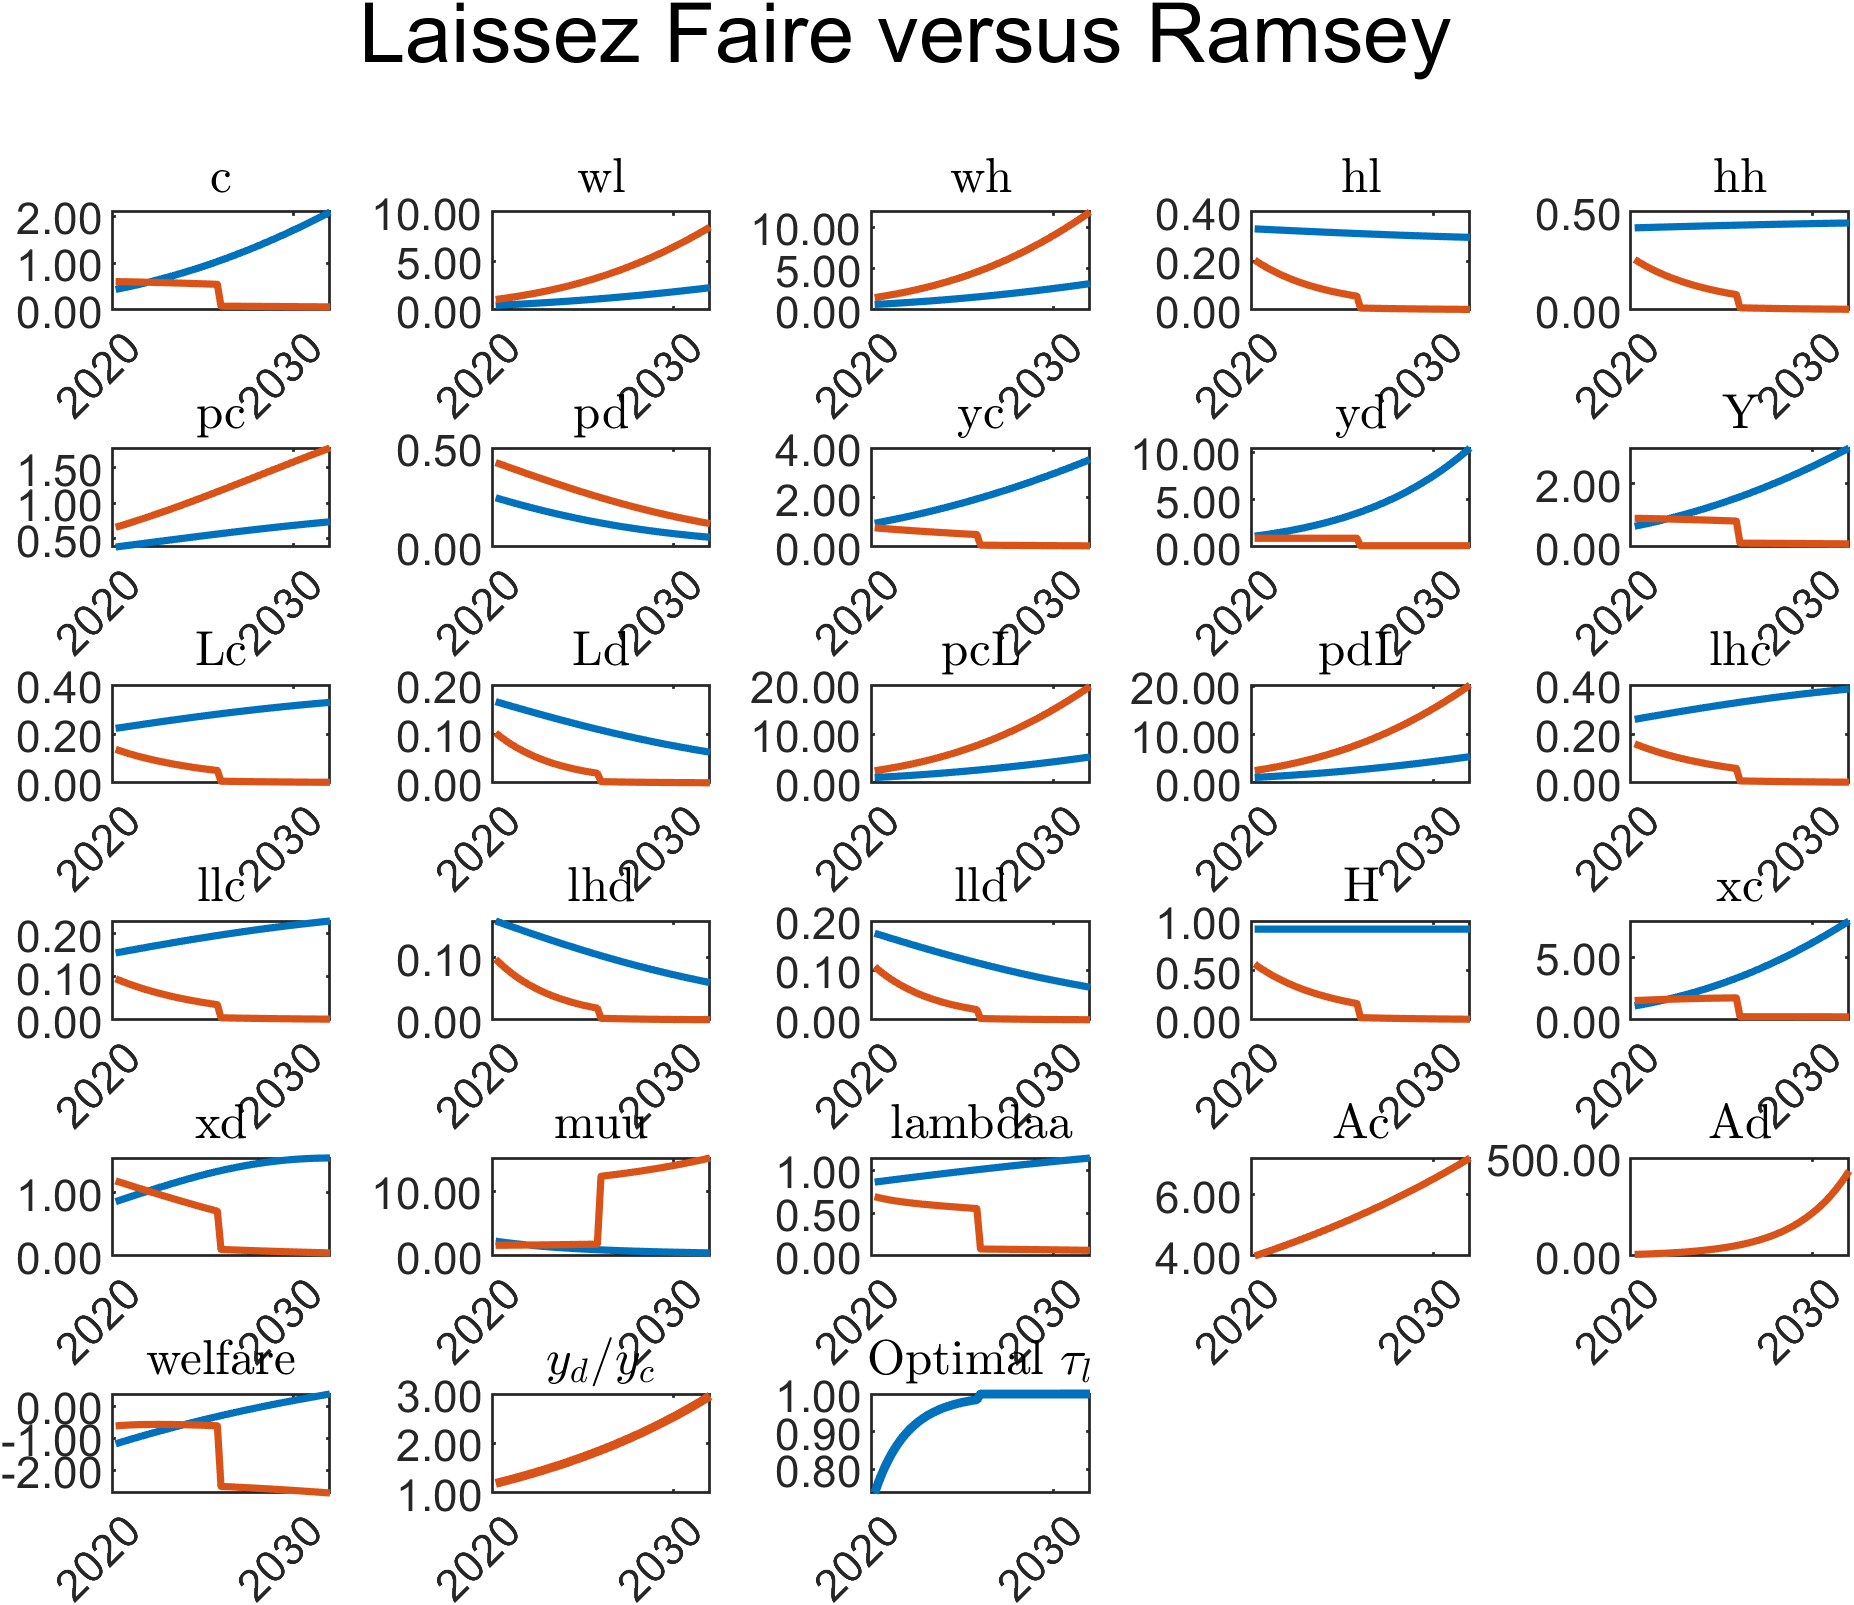 Laissez Faire versus Ramsey
c wl wh hl hh
2.00 1.00 0.00 10.00 5.00 0.00 10.00 5.00 0.00 0.40 0.20 0.00 0.50 0.00
2020 2030 2020 2030 2020 2030 2020 2030 2020 2030
pc pd yc yd Y
1.50 1.00 0.50 0.50 0.00 4.00 2.00 0.00 10.00 5.00 0.00 2.00 0.00
2020 2030 2020 2030 2020 2030 2020 2030 2020 2030
Lc Ld pcL pdL lhc
0.40 0.20 0.00 0.20 0.10 0.00 20.00 10.00 0.00 20.00 10.00 0.00 0.40 0.20 0.00
2020 2030 2020 2030 2020 2030 2020 2030 2020 2030
llc lhd lld H xc
0.20 0.10 0.00 0.10 0.00 0.20 0.10 0.00 1.00 0.50 0.00 5.00 0.00
2020 2030 2020 2030 2020 2030 2020 2030 2020 2030
xd muu lambdaa Ac Ad
1.00 0.00 10.00 0.00 1.00 0.50 0.00 6.00 4.00 500.00 0.00
2020 2030 2020 2030 2020 2030 2020 2030 2020 2030
welfare y_d/y_c Optimal τ_l
0.00 -1.00 -2.00 3.00 2.00 1.00 1.00 0.90 0.80
2020 2030 2020 2030 2020 2030